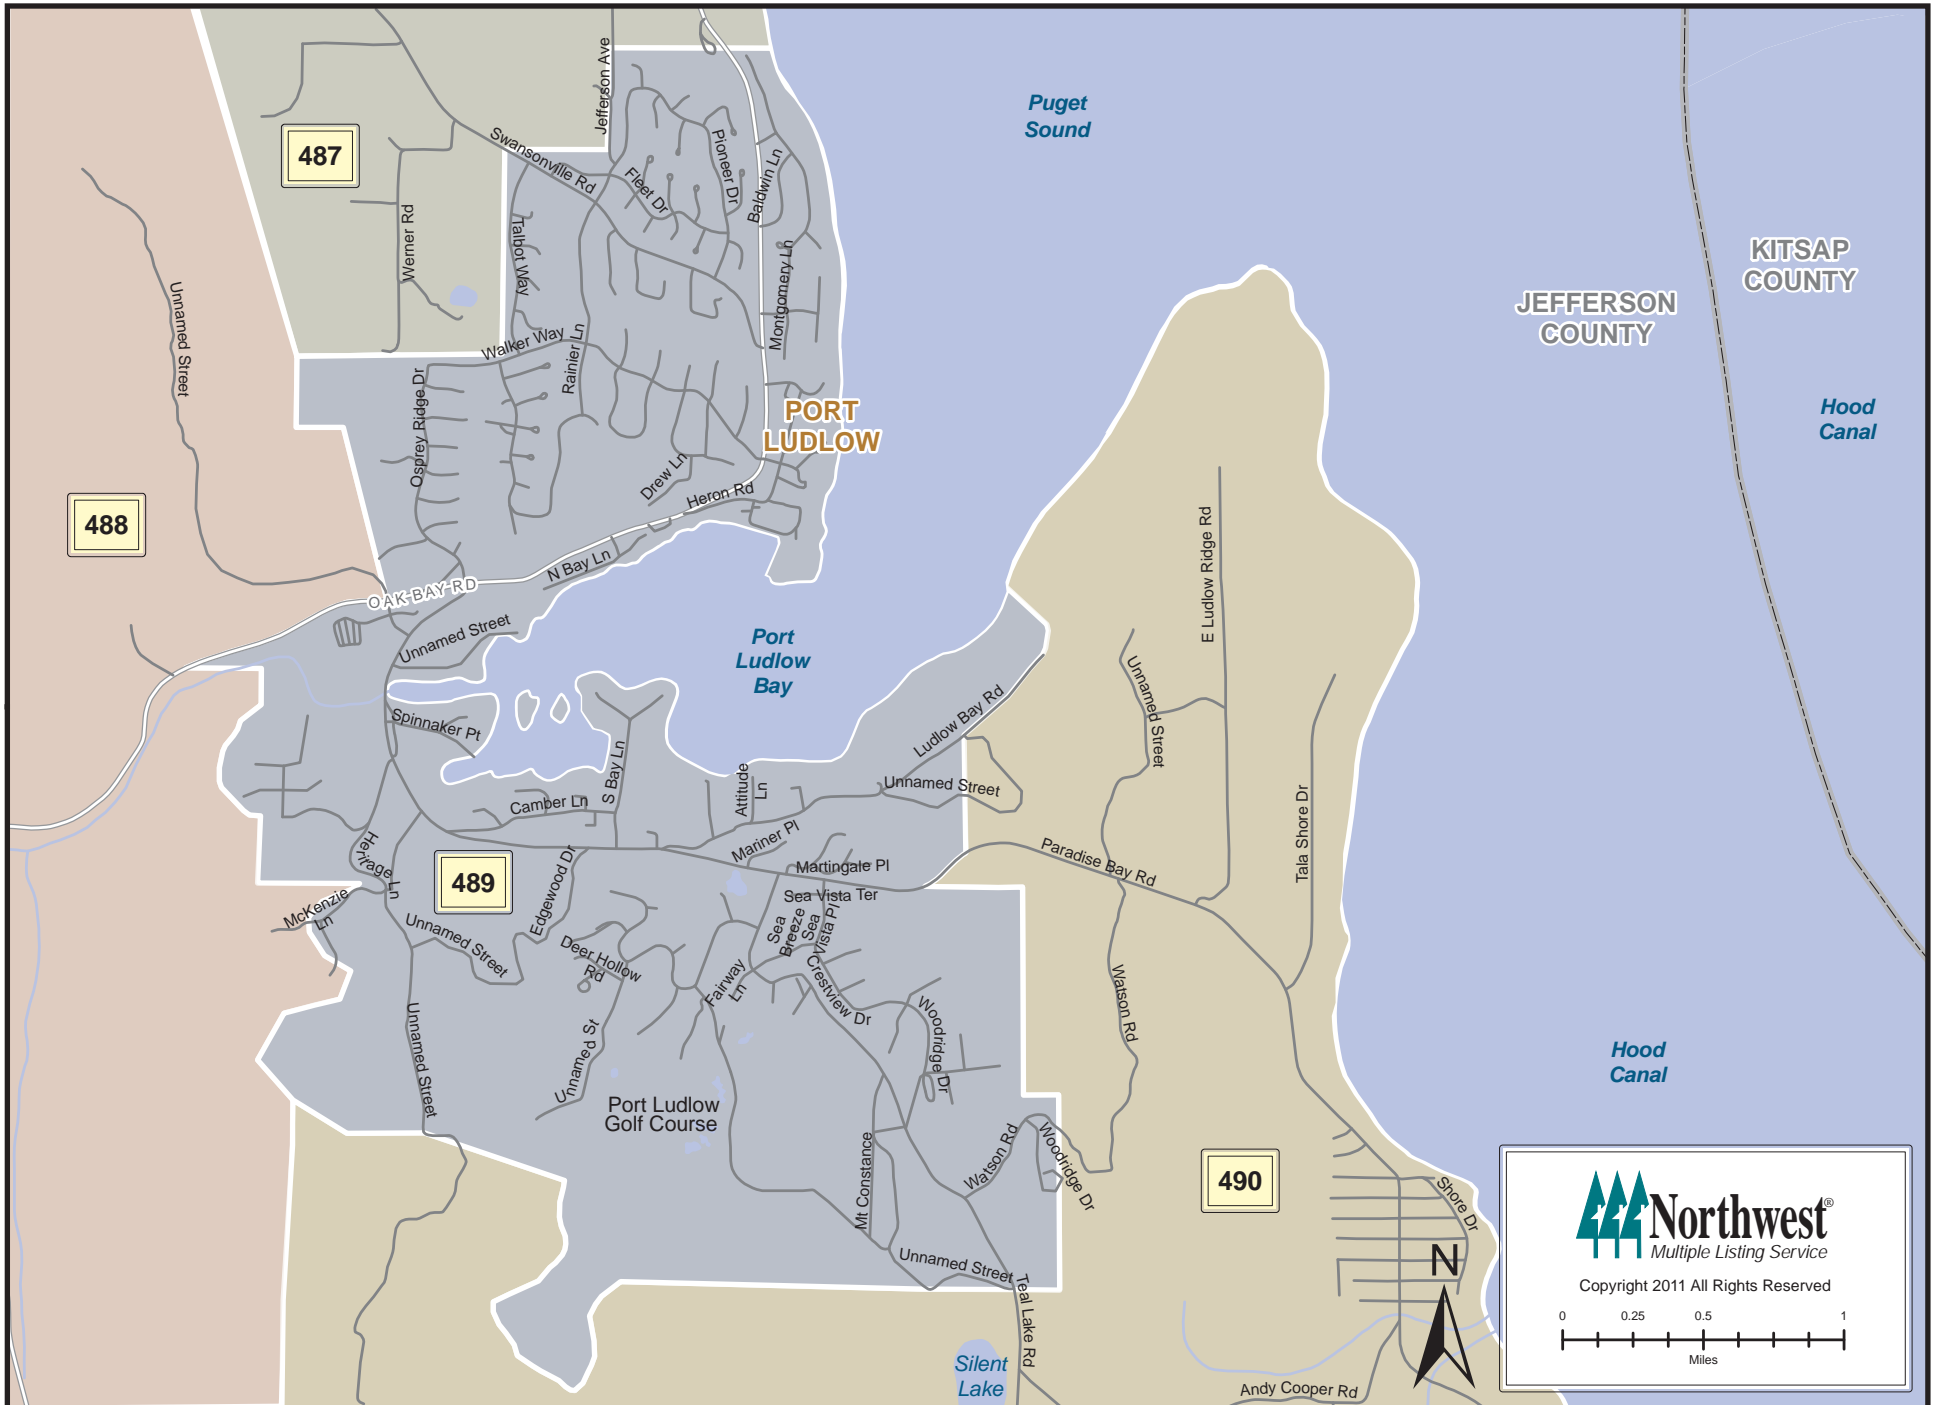 Puget
Sound
487
Jefferson Ave
Swansonville Rd
Fleet Dr
Pioneer Dr
Baldwin Ln
Werner Rd
Talbot Way
Montgomery Ln
KITSAP
COUNTY
JEFFERSON
COUNTY
Unnamed Street
Walker Way
Rainier Ln
Osprey Ridge Dr
PORT
LUDLOW
Hood
Canal
Drew Ln
Heron Rd
488
E Ludlow Ridge Rd
N Bay Ln
OAK BAY RD
Unnamed Street
Port
Ludlow
Bay
Unnamed Street
Ludlow Bay Rd
Spinnaker Pt
S Bay Ln
Attitude
Ln
Unnamed Street
Camber Ln
Tala Shore Dr
Mariner Pl
Martingale Pl
Paradise Bay Rd
Heritage Ln
489
Edgewood Dr
Sea Vista Ter
McKenzie
Ln
Unnamed Street
Sea
Breeze
Sea
Vista Pl
Deer Hollow
Rd
Fairway
Ln
Crestview Dr
Woodridge Dr
Watson Rd
Unnamed Street
Unnamed St
Port Ludlow
Golf Course
Hood
Canal
Mt Constance
Watson Rd
Woodridge Dr
490
Shore Dr
Unnamed Street
Teal Lake Rd
N
Silent
Lake
Andy Cooper Rd
Northwest®
Multiple Listing Service
Copyright 2011 All Rights Reserved
0 0.25 0.5 1
Miles